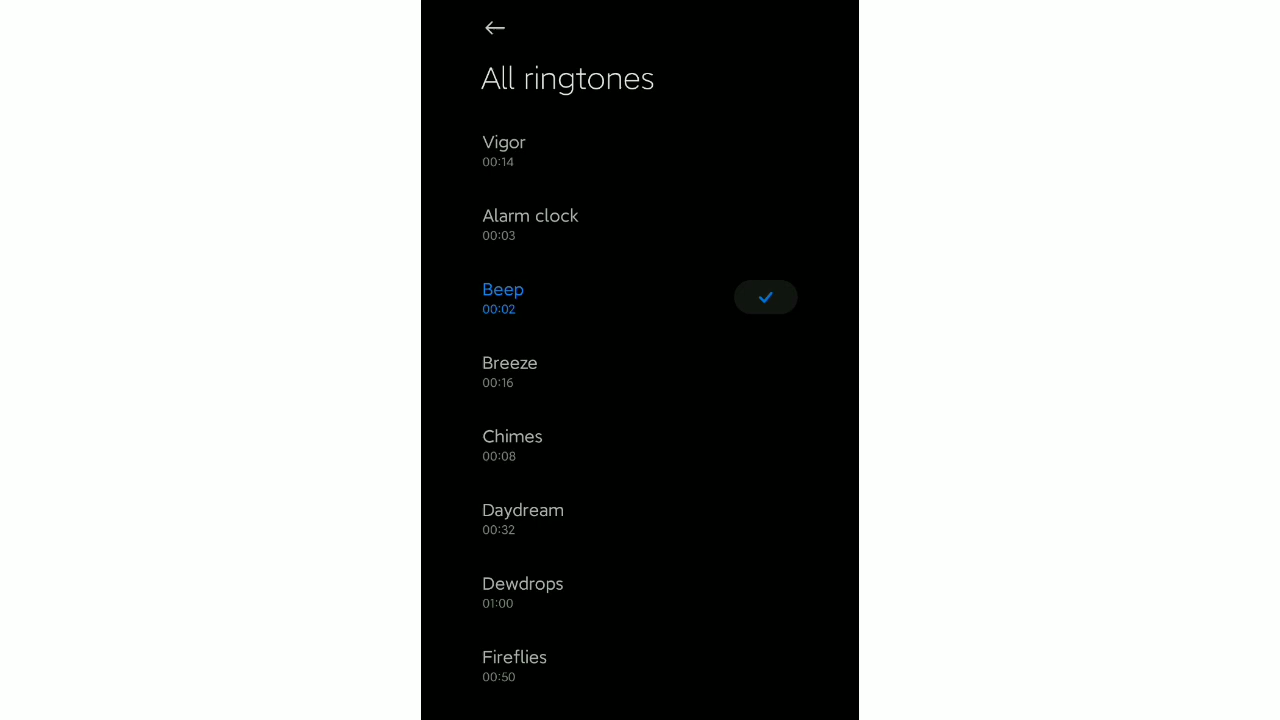 All ringtones
Vigor
00:14
Alarm clock
00:03
Beep
00:02
Breeze
00:16
Chimes
00:08
Daydream
00:32
Dewdrops
01:00
Fireflies
00:50